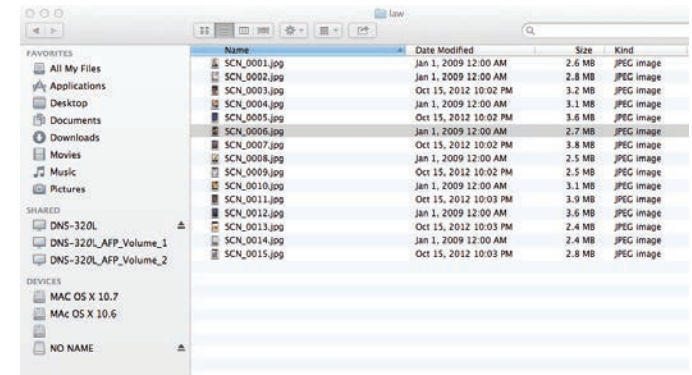 law
FAVORITES
All My Files
Applications
Desktop
Documents
Downloads
Movies
Music
Pictures
SHARED
DNS-320L
DNS-320L_AFP_Volume_1
DNS-320L_AFP_Volume_2
DEVICES
MAC OS X 10.7
MAc OS X 10.6
NO NAME
Name Date Modified Size Kind
SCN_0001.jpg Jan 1, 2009 12:00 AM 2.6 MB JPEG image
SCN_0002.jpg Jan 1, 2009 12:00 AM 2.8 MB JPEG image
SCN_0003.jpg Oct 15, 2012 10:02 PM 3.2 MB JPEG image
SCN_0004.jpg Jan 1, 2009 12:00 AM 3.1 MB JPEG image
SCN_0005.jpg Oct 15, 2012 10:02 PM 3.6 MB JPEG image
SCN_0006.jpg Jan 1, 2009 12:00 AM 2.7 MB JPEG image
SCN_0007.jpg Oct 15, 2012 10:02 PM 3.8 MB JPEG image
SCN_0008.jpg Jan 1, 2009 12:00 AM 2.5 MB JPEG image
SCN_0009.jpg Oct 15, 2012 10:02 PM 2.5 MB JPEG image
SCN_0010.jpg Jan 1, 2009 12:00 AM 3.1 MB JPEG image
SCN_0011.jpg Oct 15, 2012 10:03 PM 3.9 MB JPEG image
SCN_0012.jpg Jan 1, 2009 12:00 AM 3.6 MB JPEG image
SCN_0013.jpg Oct 15, 2012 10:03 PM 2.4 MB JPEG image
SCN_0014.jpg Jan 1, 2009 12:00 AM 2.4 MB JPEG image
SCN_0015.jpg Oct 15, 2012 10:03 PM 2.8 MB JPEG image